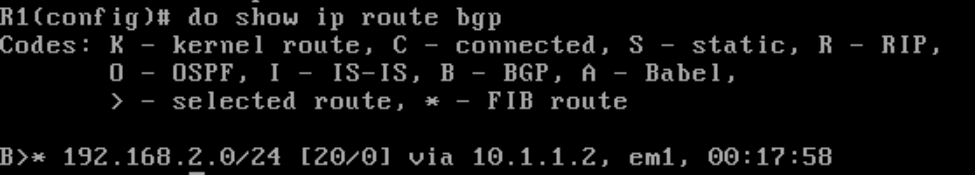 R1(config)# do show ip route bgp
Codes: K - kernel route, C - connected, S - static, R - RIP,
       O - OSPF, I - IS-IS, B - BGP, A - Babel,
       > - selected route, * - FIB route

B>* 192.168.2.0/24 [20/0] via 10.1.1.2, em1, 00:17:58